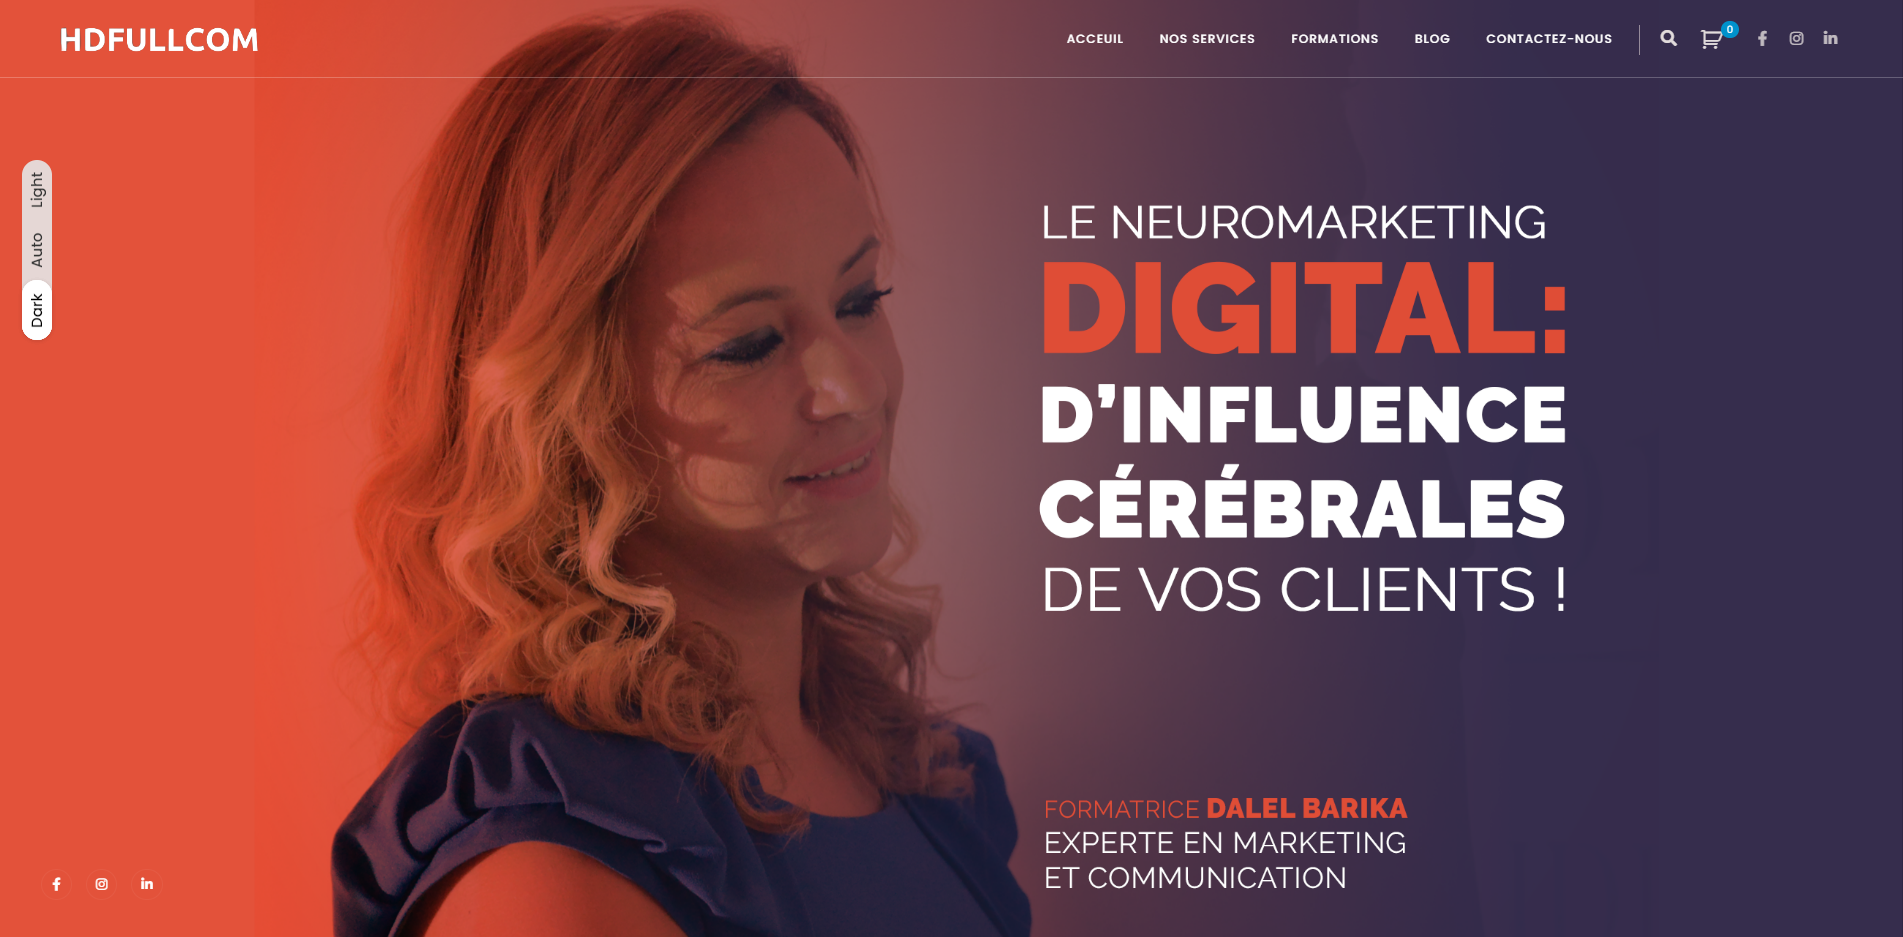 HDFULLCOM
ACCEUIL NOS SERVICES FORMATIONS BLOG CONTACTEZ-NOUS 0
Light
Auto
Dark
LE NEUROMARKETING
DIGITAL:
D’INFLUENCE
CÉRÉBRALES
DE VOS CLIENTS !
FORMATRICE DALEL BARIKA
EXPERTE EN MARKETING
ET COMMUNICATION